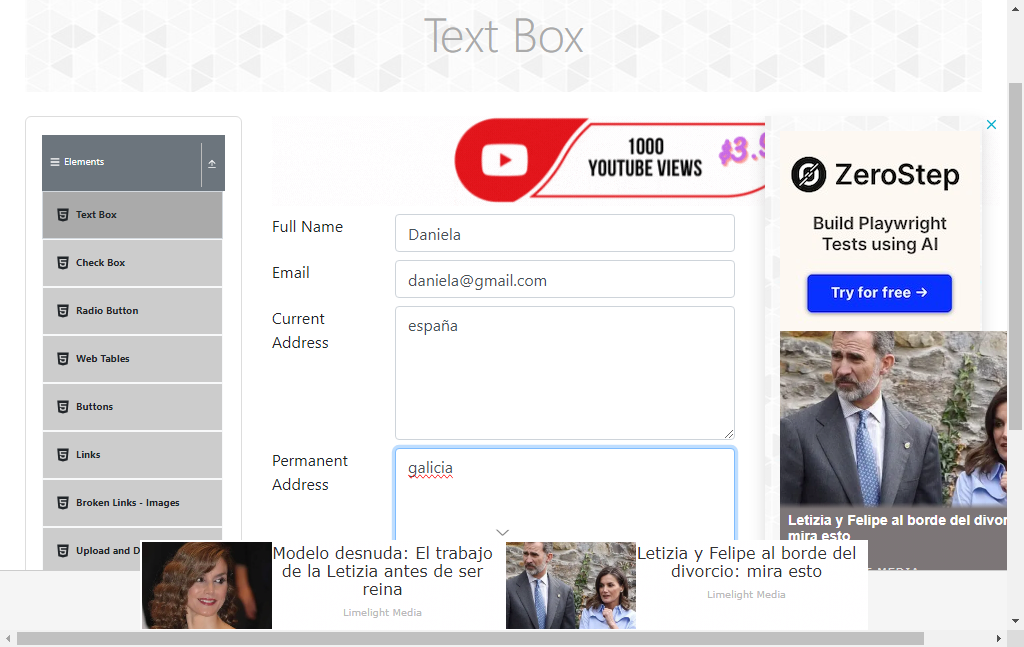 Text Box
Elements
Text Box
Check Box
Radio Button
Web Tables
Buttons
Links
Broken Links - Images
Upload and D
1000
YOUTUBE VIEWS
$3.9
Full Name
Daniela
Email
daniela@gmail.com
Current
Address
españa
Permanent
Address
galicia
ZeroStep
Build Playwright
Tests using AI
Try for free →
Letizia y Felipe al borde del divor
mira esto
Modelo desnuda: El trabajo
de la Letizia antes de ser
reina
Limelight Media
Letizia y Felipe al borde del
divorcio: mira esto
Limelight Media